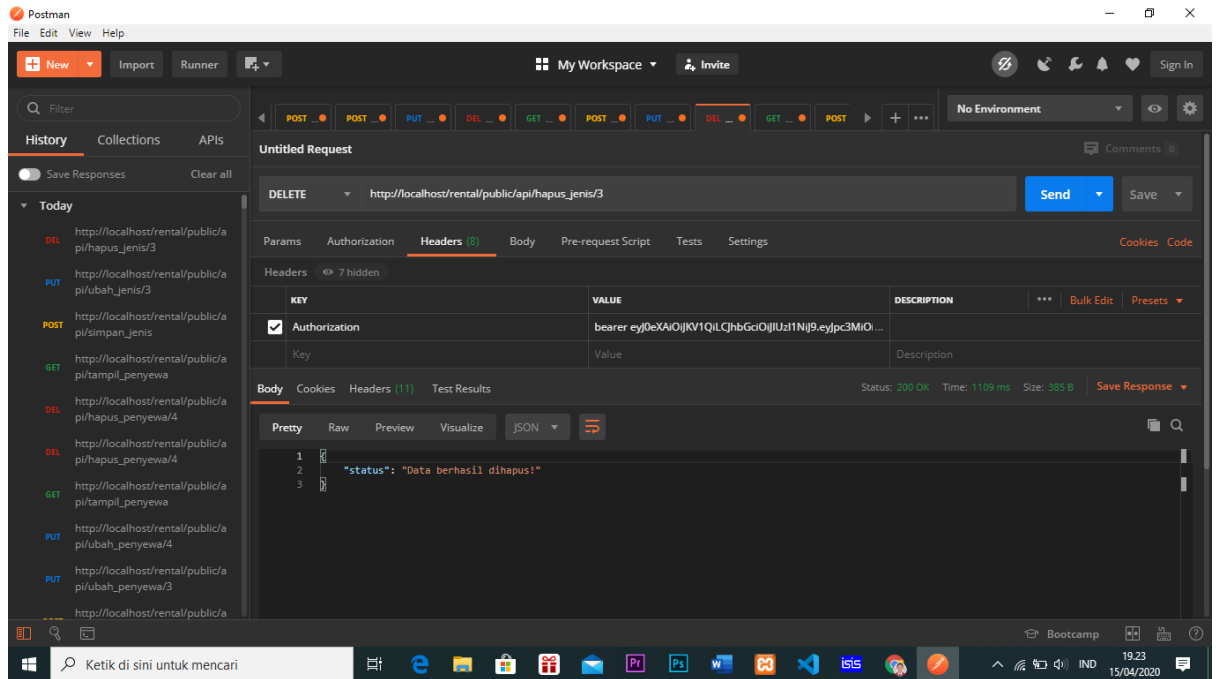 Postman
File Edit View Help
New Import Runner My Workspace Invite Sign In
Filter
History Collections APIs
Save Responses Clear all
Today
DEL http://localhost/rental/public/a
pi/hapus_jenis/3
PUT http://localhost/rental/public/a
pi/ubah_jenis/3
POST http://localhost/rental/public/a
pi/simpan_jenis
GET http://localhost/rental/public/a
pi/tampil_penyewa
DEL http://localhost/rental/public/a
pi/hapus_penyewa/4
DEL http://localhost/rental/public/a
pi/hapus_penyewa/4
GET http://localhost/rental/public/a
pi/tampil_penyewa
PUT http://localhost/rental/public/a
pi/ubah_penyewa/4
PUT http://localhost/rental/public/a
pi/ubah_penyewa/3
http://localhost/rental/public/a
POST ... POST ... PUT ... DEL ... GET ... POST ... PUT ... DEL ... GET ... POST
No Environment
Untitled Request Comments 0
DELETE http://localhost/rental/public/api/hapus_jenis/3 Send Save
Params Authorization Headers (8) Body Pre-request Script Tests Settings Cookies Code
Headers 7 hidden
KEY VALUE DESCRIPTION ... Bulk Edit Presets
Authorization bearer ...
Key Value Description
Body Cookies Headers (11) Test Results Status: 200 OK Time: 1109 ms Size: 385 B Save Response
Pretty Raw Preview Visualize JSON
1 {
2 "status": "Data berhasil dihapus!"
3 }
Bootcamp
Ketik di sini untuk mencari
Pr Ps W isis
IND
19.23
15/04/2020